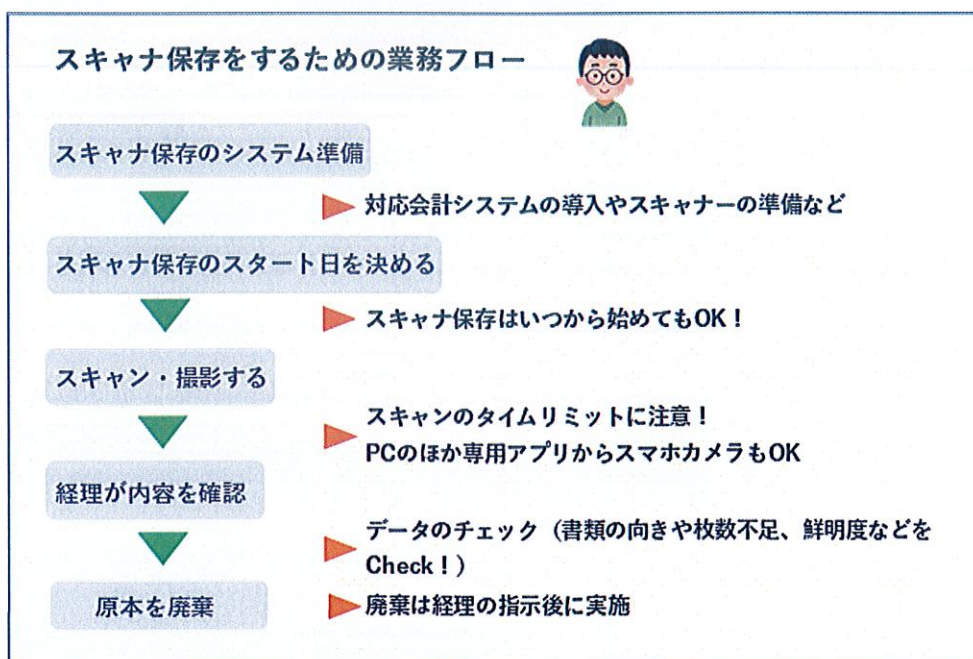 スキャナ保存をするための業務フロー
スキャナ保存のシステム準備
対応会計システムの導入やスキャナーの準備など
スキャナ保存のスタート日を決める
スキャナ保存はいつから始めてもOK！
スキャン・撮影する
スキャンのタイムリミットに注意！
PCのほか専用アプリからスマホカメラもOK
経理が内容を確認
データのチェック（書類の向きや枚数不足、鮮明度などを
Check！）
原本を廃棄
廃棄は経理の指示後に実施